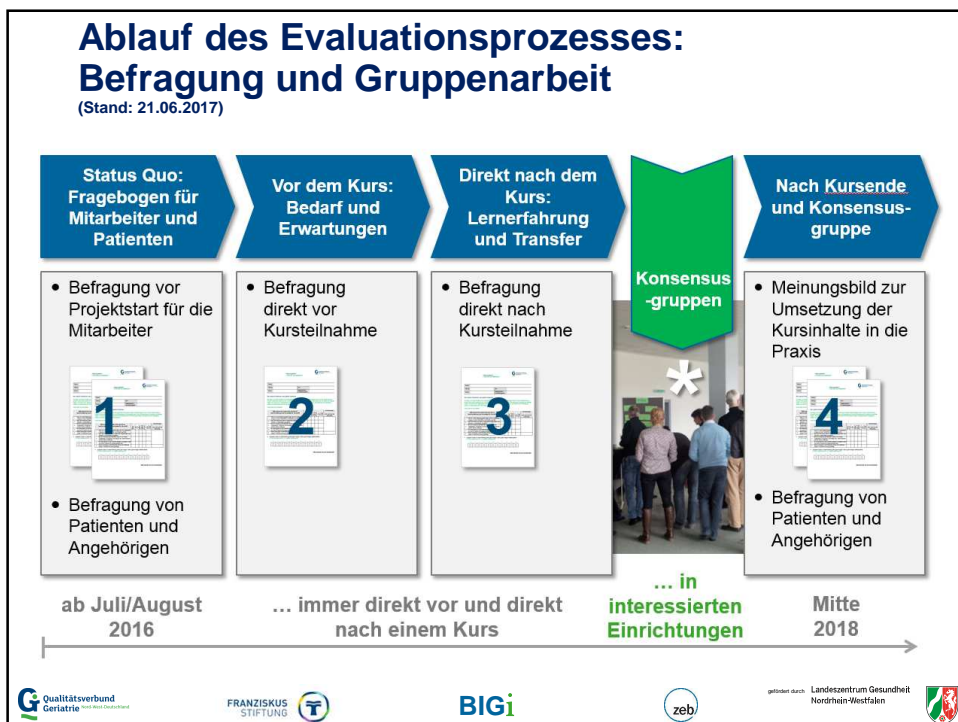 Ablauf des Evaluationsprozesses:
Befragung und Gruppenarbeit
(Stand: 21.06.2017)
Status Quo:
Fragebogen für
Mitarbeiter und
Patienten
Vor dem Kurs:
Bedarf und
Erwartungen
Direkt nach dem
Kurs:
Lernerfahrung
und Transfer
Konsensus
-gruppen
Nach Kursende
und Konsensus-
gruppe
• Befragung vor
Projektstart für die
Mitarbeiter
1
• Befragung von
Patienten und
Angehörigen
• Befragung
direkt vor
Kursteilnahme
2
• Befragung
direkt nach
Kursteilnahme
3
*
• Meinungsbild zur
Umsetzung der
Kursinhalte in die
Praxis
4
• Befragung von
Patienten und
Angehörigen
ab Juli/August
2016
… immer direkt vor und direkt
nach einem Kurs
… in
interessierten
Einrichtungen
Mitte
2018
Qualitätsverbund
Geriatrie Nord-West-Deutschland
FRANZISKUS
STIFTUNG
BIGi
zeb
gefördert durch
Landeszentrum Gesundheit
Nordrhein-Westfalen